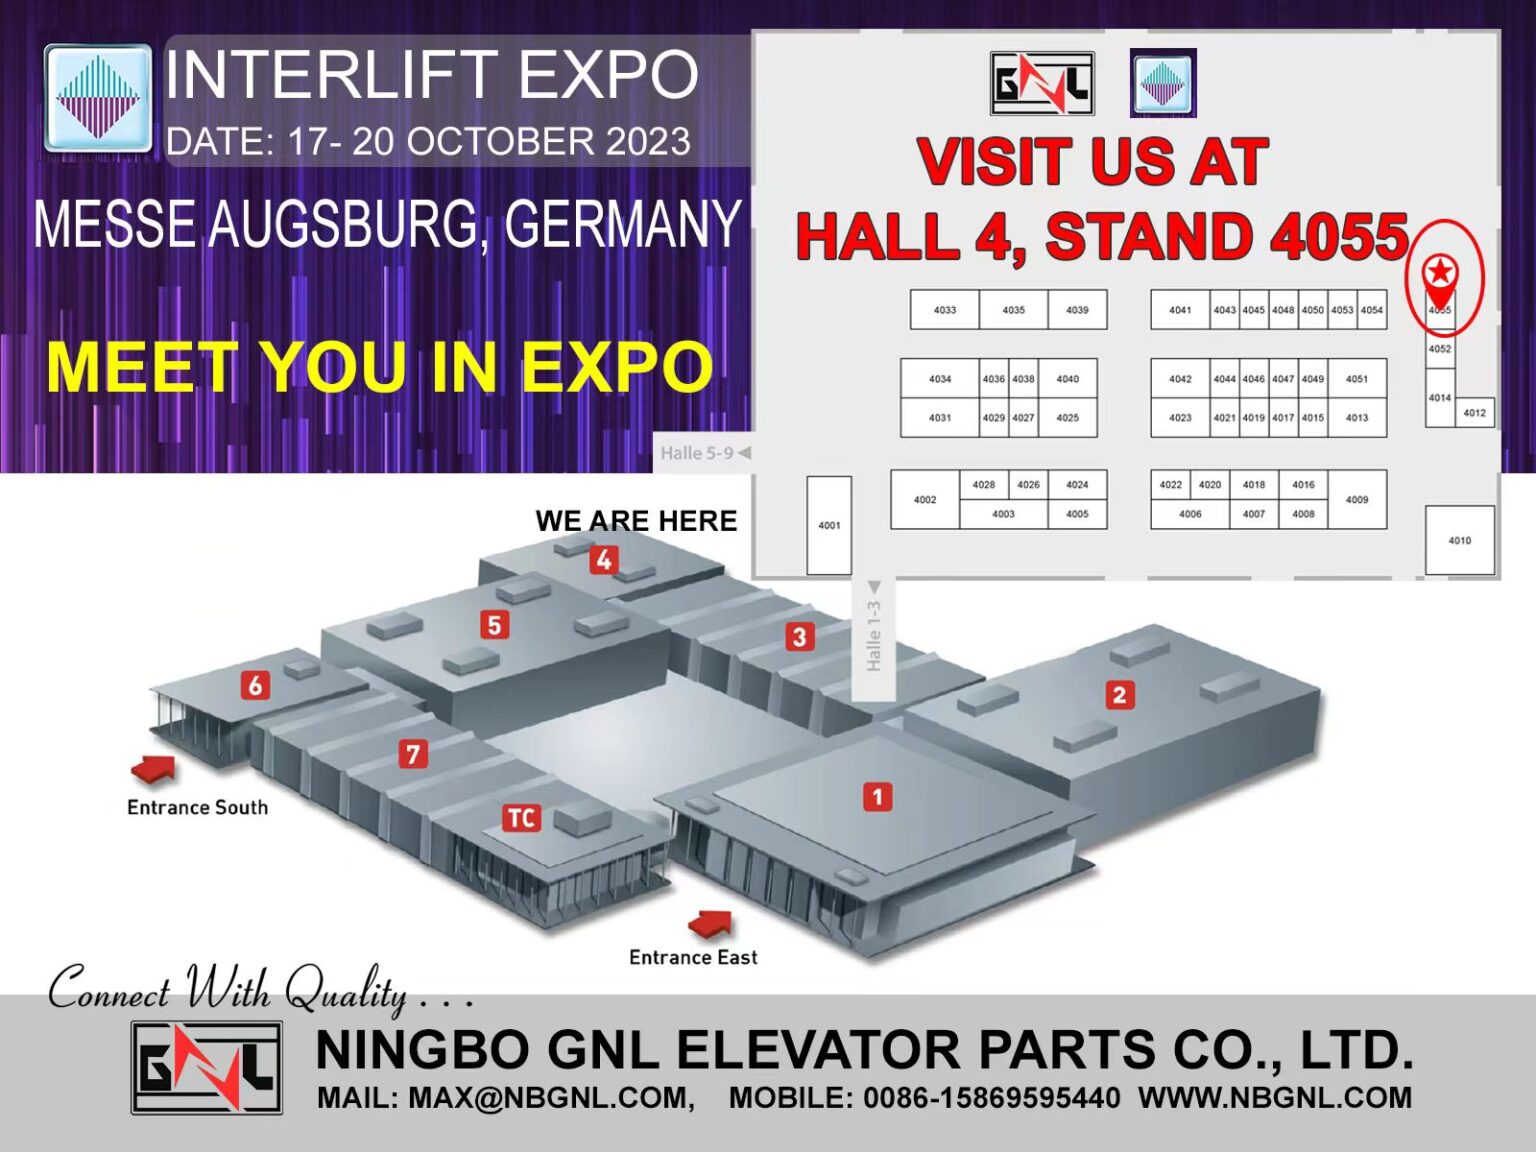 INTERLIFT EXPO
DATE: 17- 20 OCTOBER 2023
MESSE AUGSBURG, GERMANY
MEET YOU IN EXPO
GNL
VISIT US AT
HALL 4, STAND 4055
4033 4035 4039 4041 4043 4045 4048 4050 4053 4054 4055
4052
4034 4036 4038 4040 4042 4044 4046 4047 4049 4051
4014
4031 4029 4027 4025 4023 4021 4019 4017 4015 4013
4012
Halle 5-9
4028 4026 4024 4022 4020 4018 4016
4002 4009
4003 4005 4006 4007 4008
4001
4010
Halle 1-3
WE ARE HERE
4
5
3
6
2
7
1
TC
Entrance South
Entrance East
Connect With Quality . . .
GNL
NINGBO GNL ELEVATOR PARTS CO., LTD.
MAIL: MAX@NBGNL.COM, MOBILE: 0086-15869595440 WWW.NBGNL.COM